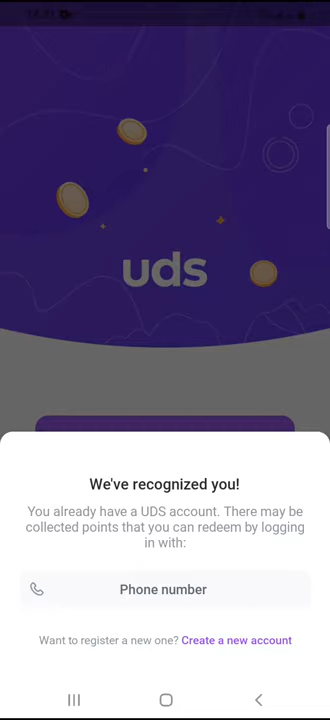 uds
We've recognized you!
You already have a UDS account. There may be
collected points that you can redeem by logging
in with:
Phone number
Want to register a new one? Create a new account